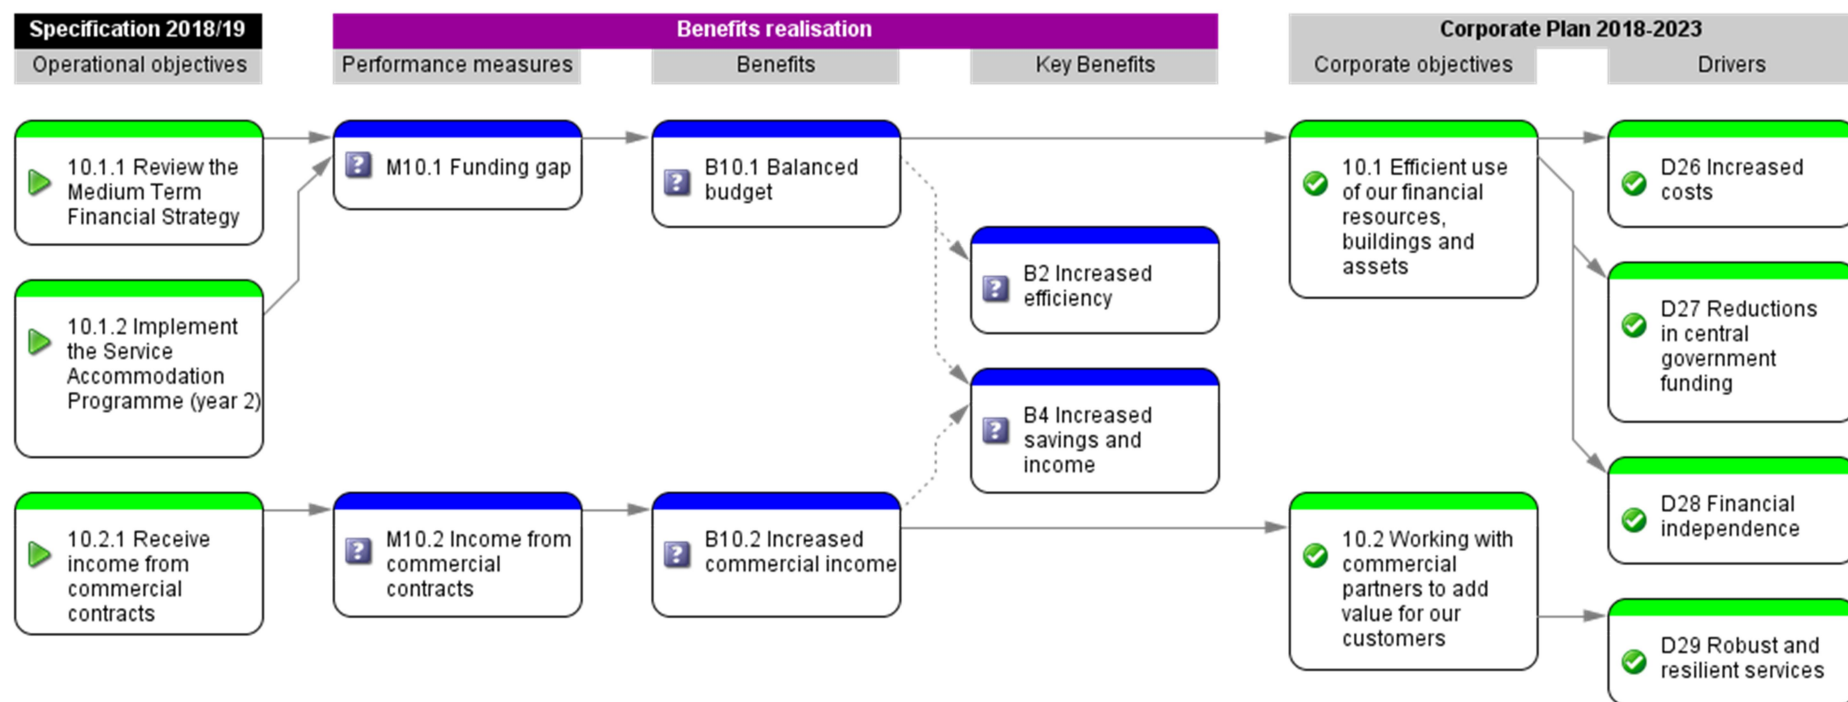 Specification 2018/19
Benefits realisation
Corporate Plan 2018-2023
Operational objectives
Performance measures
Benefits
Key Benefits
Corporate objectives
Drivers
10.1.1 Review the
Medium Term
Financial Strategy
10.1.2 Implement
the Service
Accommodation
Programme (year 2)
10.2.1 Receive
income from
commercial
contracts
M10.1 Funding gap
M10.2 Income from
commercial
contracts
B10.1 Balanced
budget
B10.2 Increased
commercial income
B2 Increased
efficiency
B4 Increased
savings and
income
10.1 Efficient use
of our financial
resources,
buildings and
assets
10.2 Working with
commercial
partners to add
value for our
customers
D26 Increased
costs
D27 Reductions
in central
government
funding
D28 Financial
independence
D29 Robust and
resilient services